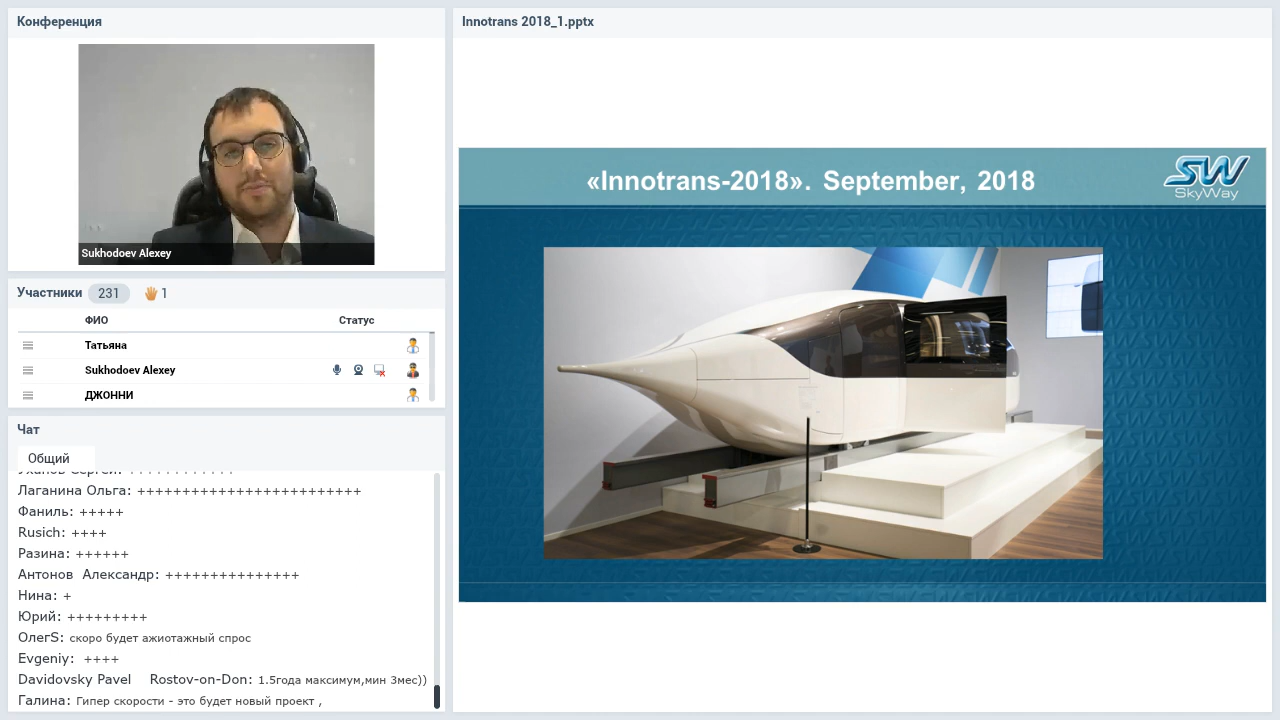 Конференция
Sukhodoev Alexey
Участники 231 1
ФИО Статус
Татьяна
Sukhodoev Alexey
ДЖОННИ
Чат
Общий
Уханов Сергей: ++++++++++++
Лаганина Ольга: +++++++++++++++++++++++++
Фаниль: +++++
Rusich: ++++
Разина: ++++++
Антонов Александр: +++++++++++++++
Нина: +
Юрий: +++++++++
ОлегS: скоро будет ажиотажный спрос
Evgeniy: ++++
Davidovsky Pavel Rostov-on-Don: 1.5года максимум,мин 3мес))
Галина: Гипер скорости - это будет новый проект ,
Innotrans 2018_1.pptx
«Innotrans-2018». September, 2018
SW
SkyWay